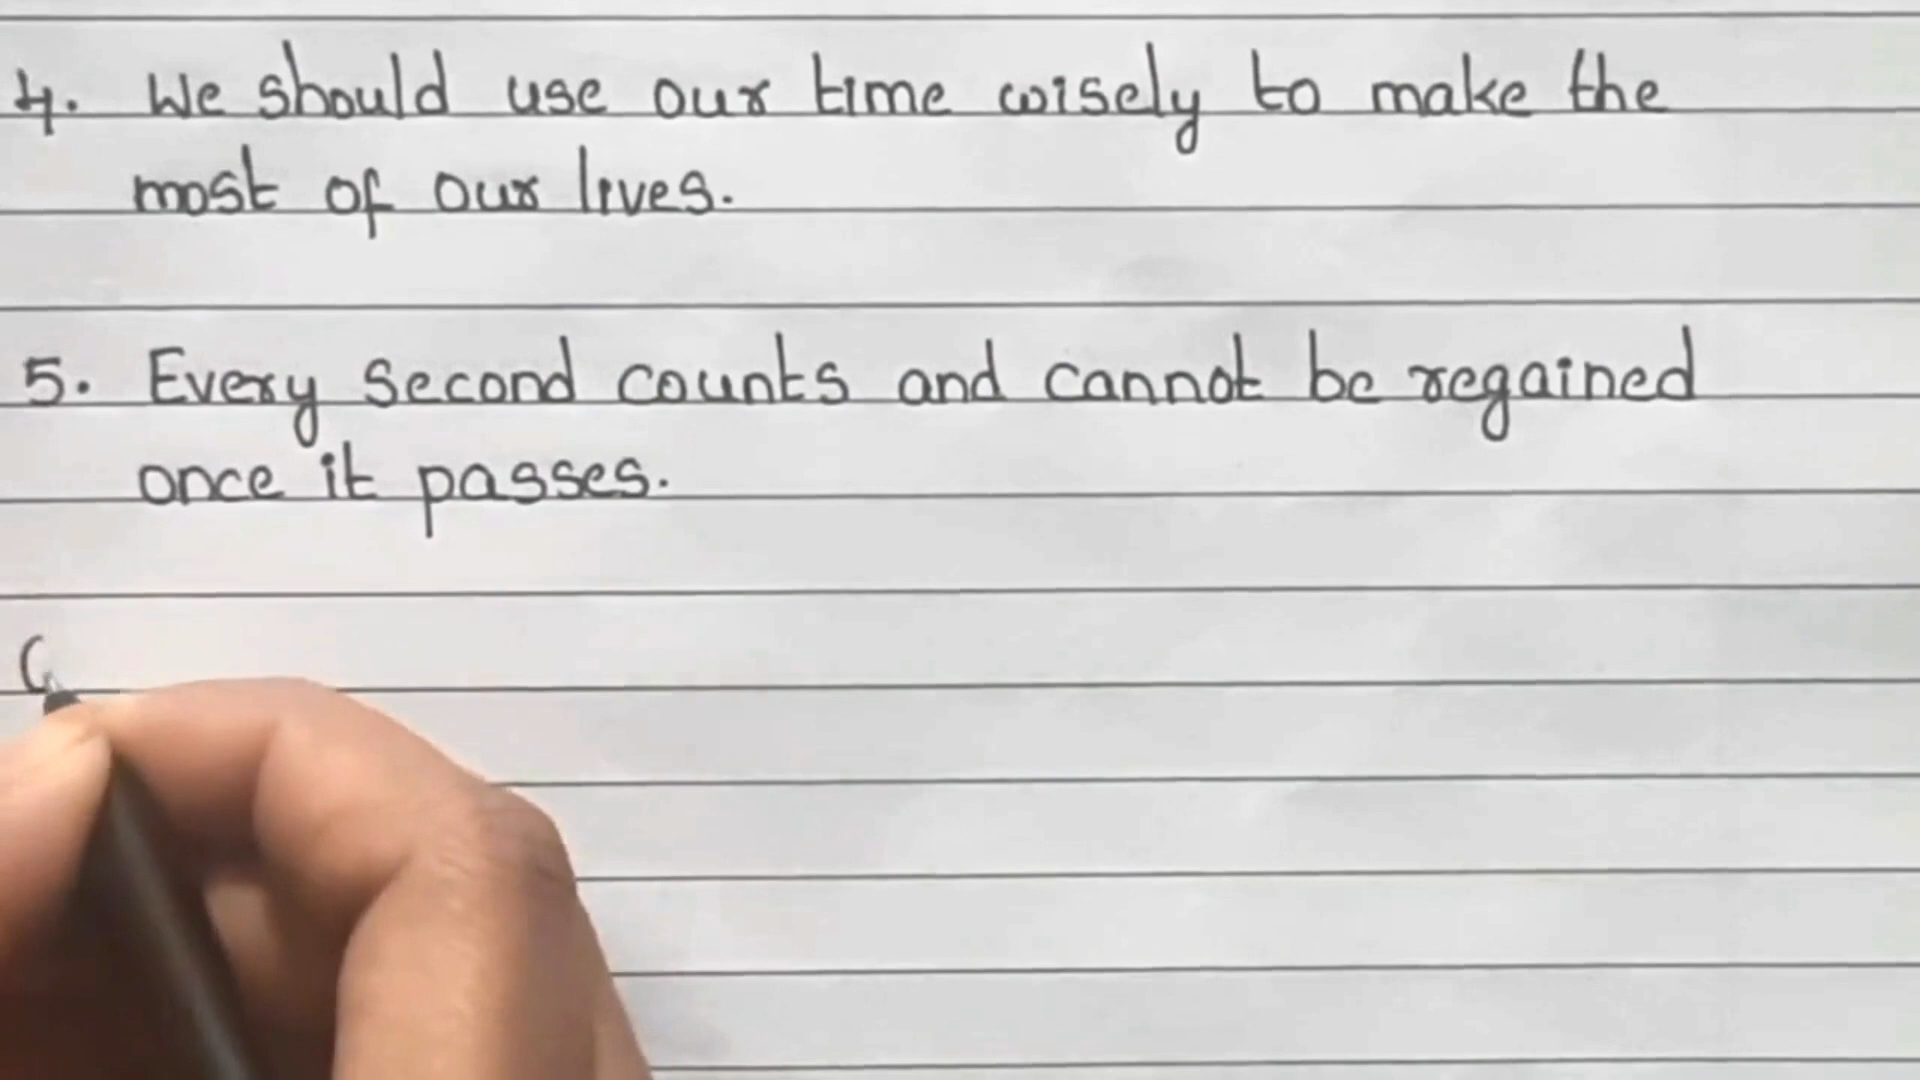 4. We should use our time wisely to make the
most of our lives.
5. Every second counts and cannot be regained
once it passes.